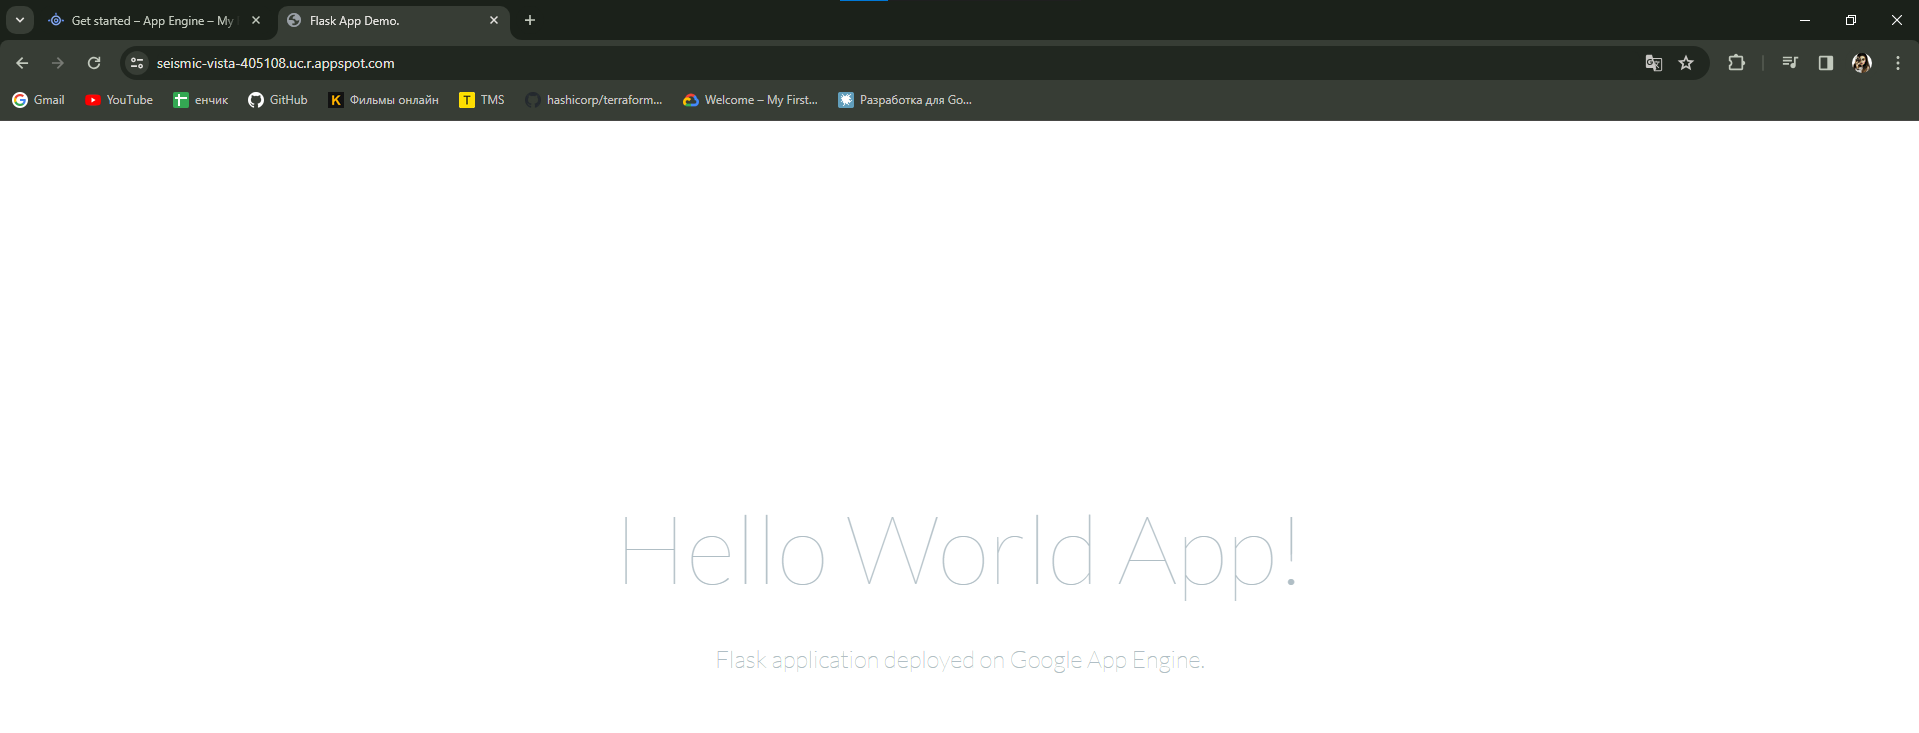 Get started – App Engine – My
Flask App Demo.
seismic-vista-405108.uc.r.appspot.com
Gmail YouTube енчик GitHub K Фильмы онлайн T TMS hashicorp/terraform... Welcome – My First... Разработка для Go...
Hello World App!
Flask application deployed on Google App Engine.